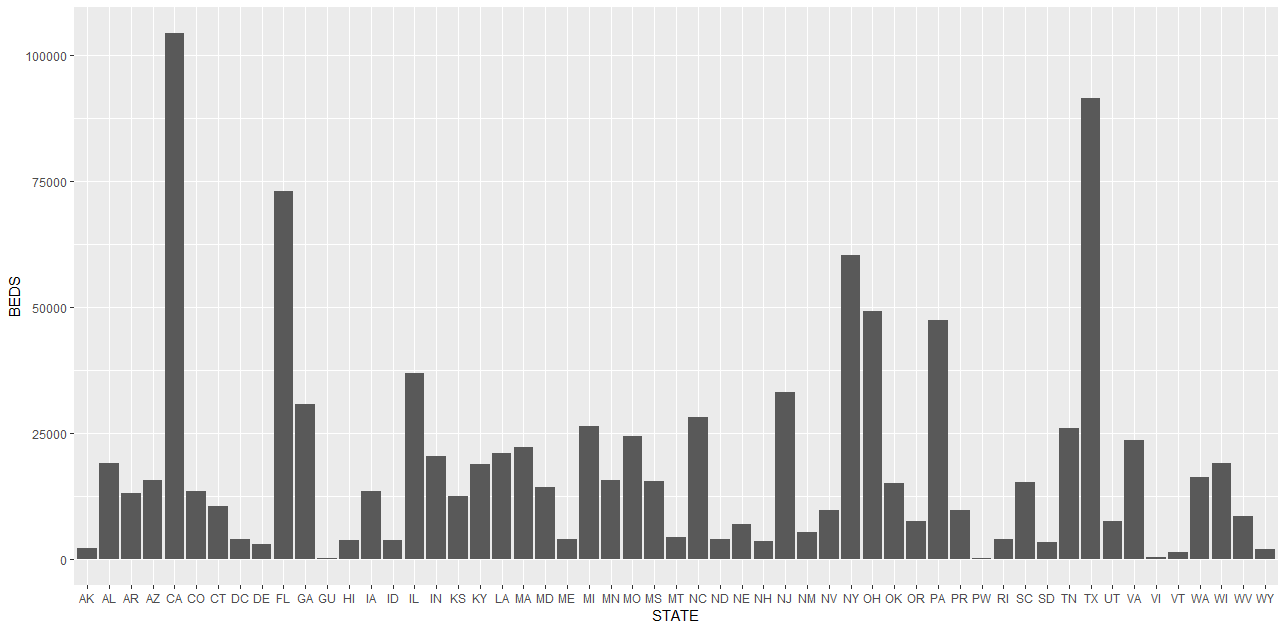 100000
75000
50000
25000
0
BEDS
AK AL AR AZ CA CO CT DC DE FL GA GU HI IA ID IL IN KS KY LA MA MD ME MI MN MO MS MT NC ND NE NH NJ NM NV NY OH OK OR PA PR PW RI SC SD TN TX UT VA VI VT WA WI WV WY
STATE